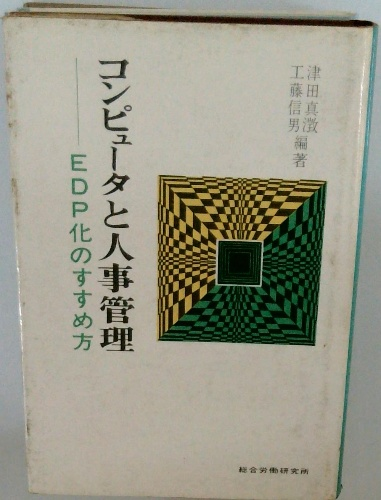 津田真澂
工藤信男編著
コンピュータと人事管理
──EDP化のすすめ方
総合労働研究所